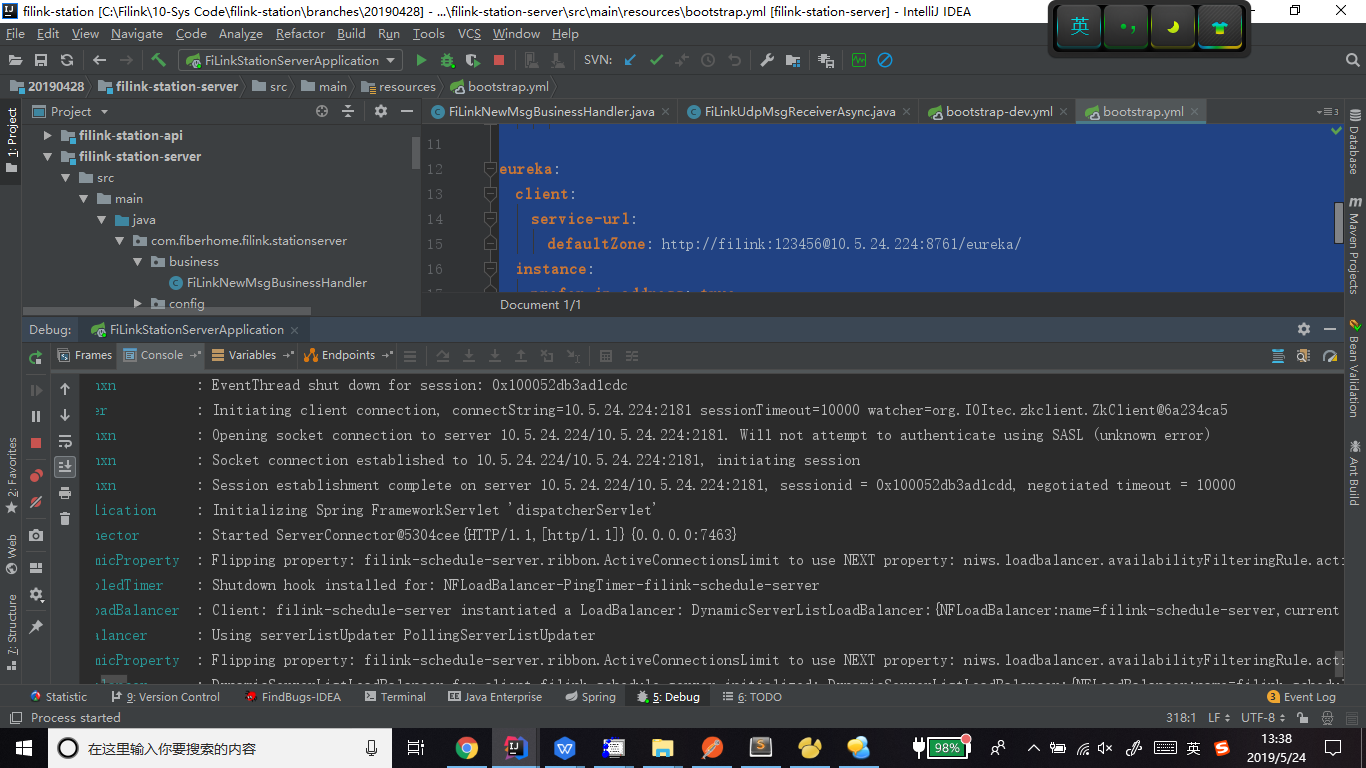 filink-station [C:\Filink\10-Sys Code\filink-station\branches\20190428] - ...\filink-station-server\src\main\resources\bootstrap.yml [filink-station-server] - IntelliJ IDEA
英
File Edit View Navigate Code Analyze Refactor Build Run Tools VCS Window Help
FiLinkStationServerApplication SVN:
20190428 filink-station-server src main resources bootstrap.yml
Project FiLinkNewMsgBusinessHandler.java FiLinkUdpMsgReceiverAsync.java bootstrap-dev.yml bootstrap.yml
1: Project
filink-station-api
filink-station-server
src
main
java
com.fiberhome.filink.stationserver
business
FiLinkNewMsgBusinessHandler
config
11
12 eureka:
13 client:
14 service-url:
15 defaultZone: http://filink:123456@10.5.24.224:8761/eureka/
16 instance:
Document 1/1
Database
Maven Projects
Bean Validation
Ant Build
2: Favorites
Web
7: Structure
Debug: FiLinkStationServerApplication
Frames Console Variables Endpoints
nxn : EventThread shut down for session: 0x100052db3ad1cdc
er : Initiating client connection, connectString=10.5.24.224:2181 sessionTimeout=10000 watcher=org.I0Itec.zkclient.ZkClient@6a234ca5
nxn : Opening socket connection to server 10.5.24.224/10.5.24.224:2181. Will not attempt to authenticate using SASL (unknown error)
nxn : Socket connection established to 10.5.24.224/10.5.24.224:2181, initiating session
nxn : Session establishment complete on server 10.5.24.224/10.5.24.224:2181, sessionid = 0x100052db3ad1cdd, negotiated timeout = 10000
lication : Initializing Spring FrameworkServlet 'dispatcherServlet'
nector : Started ServerConnector@5304cee{HTTP/1.1,[http/1.1]}{0.0.0.0:7463}
micProperty : Flipping property: filink-schedule-server.ribbon.ActiveConnectionsLimit to use NEXT property: niws.loadbalancer.availabilityFilteringRule.acti
oledTimer : Shutdown hook installed for: NFLoadBalancer-PingTimer-filink-schedule-server
oadBalancer : Client: filink-schedule-server instantiated a LoadBalancer: DynamicServerListLoadBalancer:{NFLoadBalancer:name=filink-schedule-server,current
alancer : Using serverListUpdater PollingServerListUpdater
micProperty : Flipping property: filink-schedule-server.ribbon.ActiveConnectionsLimit to use NEXT property: niws.loadbalancer.availabilityFilteringRule.acti
Statistic 9: Version Control FindBugs-IDEA Terminal Java Enterprise Spring 5: Debug 6: TODO 3 Event Log
Process started 318:1 LF UTF-8
在这里输入你要搜索的内容 98% 英 13:38
2019/5/24